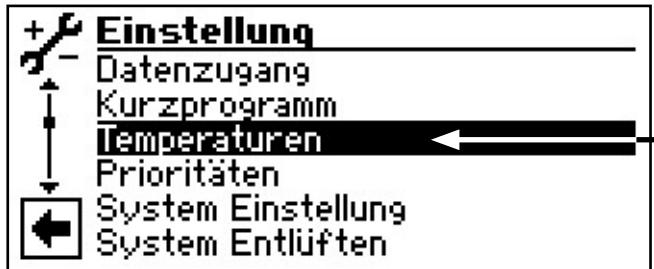 Einstellung
Datenzugang
Kurzprogramm
Temperaturen
Prioritäten
System Einstellung
System Entlüften